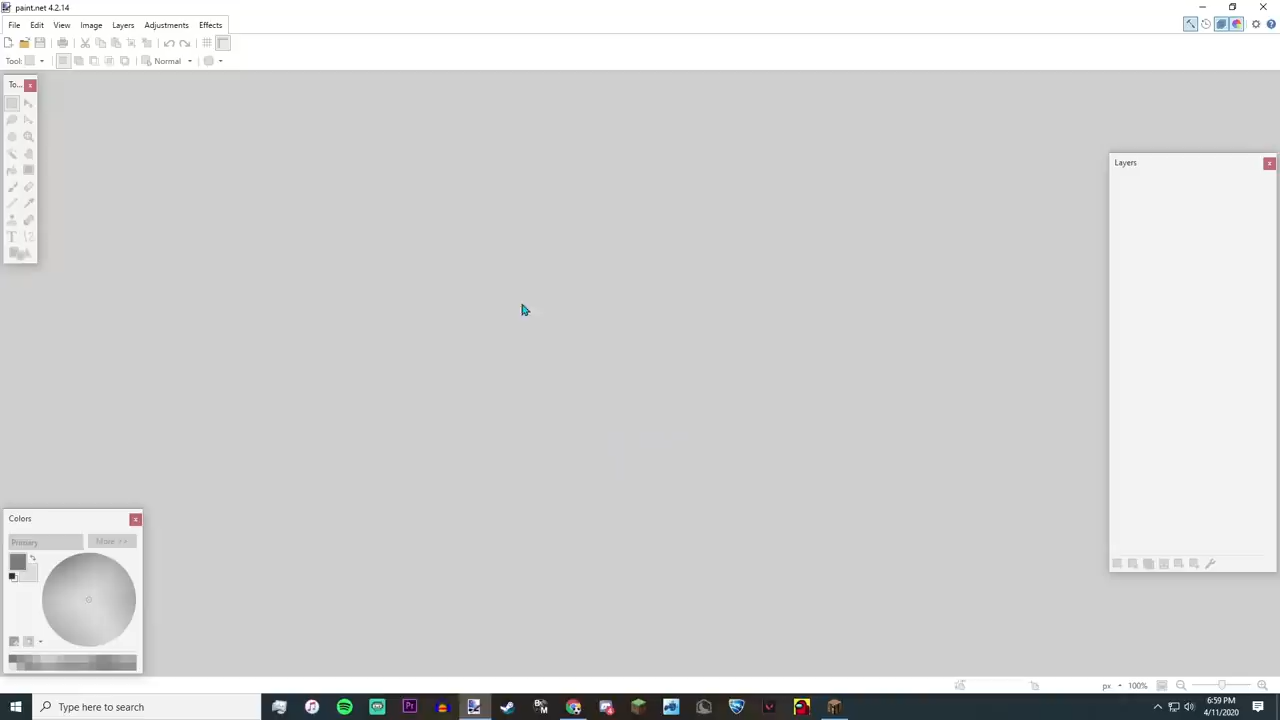 paint.net 4.2.14
File Edit View Image Layers Adjustments Effects
Tool: Normal
To...
Layers
Colors
Primary More >>
px 100%
Type here to search
6:59 PM
4/11/2020